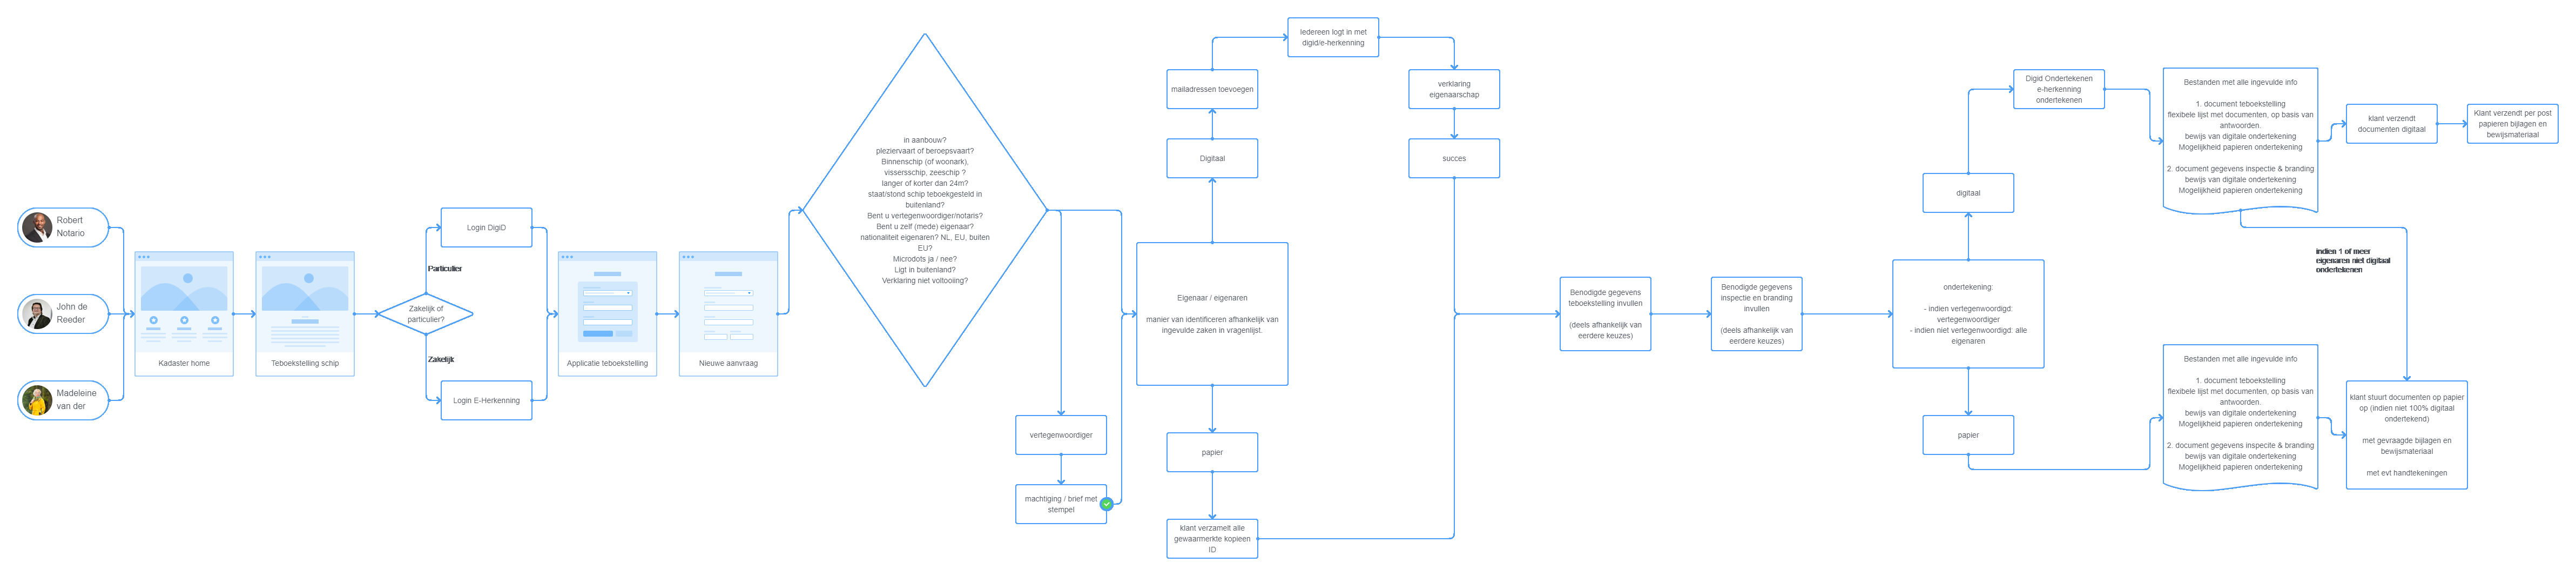 Robert
Notario
John de
Reeder
Madeleine
van der
Kadaster home
Teboekstelling schip
Zakelijk of
particulier?
Particulier
Zakelijk
Login DigiD
Login E-Herkenning
Applicatie teboekstelling
Nieuwe aanvraag
in aanbouw?
pleziervaart of beroepsvaart?
Binnenschip (of woonark),
vissersschip, zeeschip ?
langer of korter dan 24m?
staat/stond schip teboekgesteld in
buitenland?
Bent u vertegenwoordiger/notaris?
Bent u zelf (mede) eigenaar?
nationaliteit eigenaren? NL, EU, buiten
EU?
Microdots ja / nee?
Ligt in buitenland?
Verklaring niet voltooiing?
vertegenwoordiger
machtiging / brief met
stempel
Eigenaar / eigenaren
manier van identificeren afhankelijk van
ingevulde zaken in vragenlijst.
Digitaal
mailadressen toevoegen
Iedereen logt in met
digid/e-herkenning
verklaring
eigenaarschap
succes
papier
klant verzamelt alle
gewaarmerkte kopieen
ID
Benodigde gegevens
teboekstelling invullen
(deels afhankelijk van
eerdere keuzes)
Benodigde gegevens
inspectie en branding
invullen
(deels afhankelijk van
eerdere keuzes)
ondertekening:
- indien vertegenwoordigd:
vertegenwoordiger
- indien niet vertegenwoordigd: alle
eigenaren
digitaal
Digid Ondertekenen
e-herkenning
ondertekenen
Bestanden met alle ingevulde info
1. document teboekstelling
flexibele lijst met documenten, op basis van
antwoorden.
bewijs van digitale ondertekening
Mogelijkheid papieren ondertekening
2. document gegevens inspectie & branding
bewijs van digitale ondertekening
Mogelijkheid papieren ondertekening
klant verzendt
documenten digitaal
Klant verzendt per post
papieren bijlagen en
bewijsmateriaal
indien 1 of meer
eigenaren niet digitaal
ondertekenen
papier
Bestanden met alle ingevulde info
1. document teboekstelling
flexibele lijst met documenten, op basis van
antwoorden.
bewijs van digitale ondertekening
Mogelijkheid papieren ondertekening
2. document gegevens inspecite & branding
bewijs van digitale ondertekening
Mogelijkheid papieren ondertekening
klant stuurt documenten op papier
op (indien niet 100% digitaal
ondertekend)
met gevraagde bijlagen en
bewijsmateriaal
met evt handtekeningen